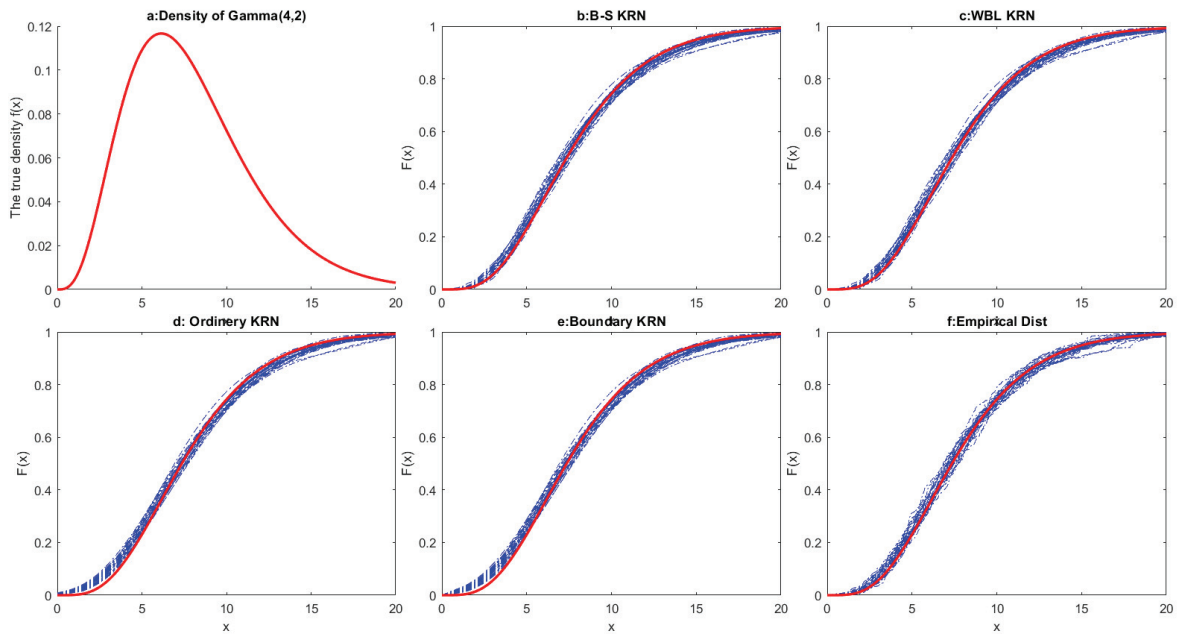 a:Density of Gamma(4,2)
The true density f(x)
0.12
0.1
0.08
0.06
0.04
0.02
0
0 5 10 15 20
b:B-S KRN
F(x)
1
0.8
0.6
0.4
0.2
0
0 5 10 15 20
c:WBL KRN
F(x)
1
0.8
0.6
0.4
0.2
0
0 5 10 15 20
d: Ordinery KRN
F(x)
1
0.8
0.6
0.4
0.2
0
0 5 10 15 20
x
e:Boundary KRN
F(x)
1
0.8
0.6
0.4
0.2
0
0 5 10 15 20
x
f:Empirical Dist
F(x)
1
0.8
0.6
0.4
0.2
0
0 5 10 15 20
x